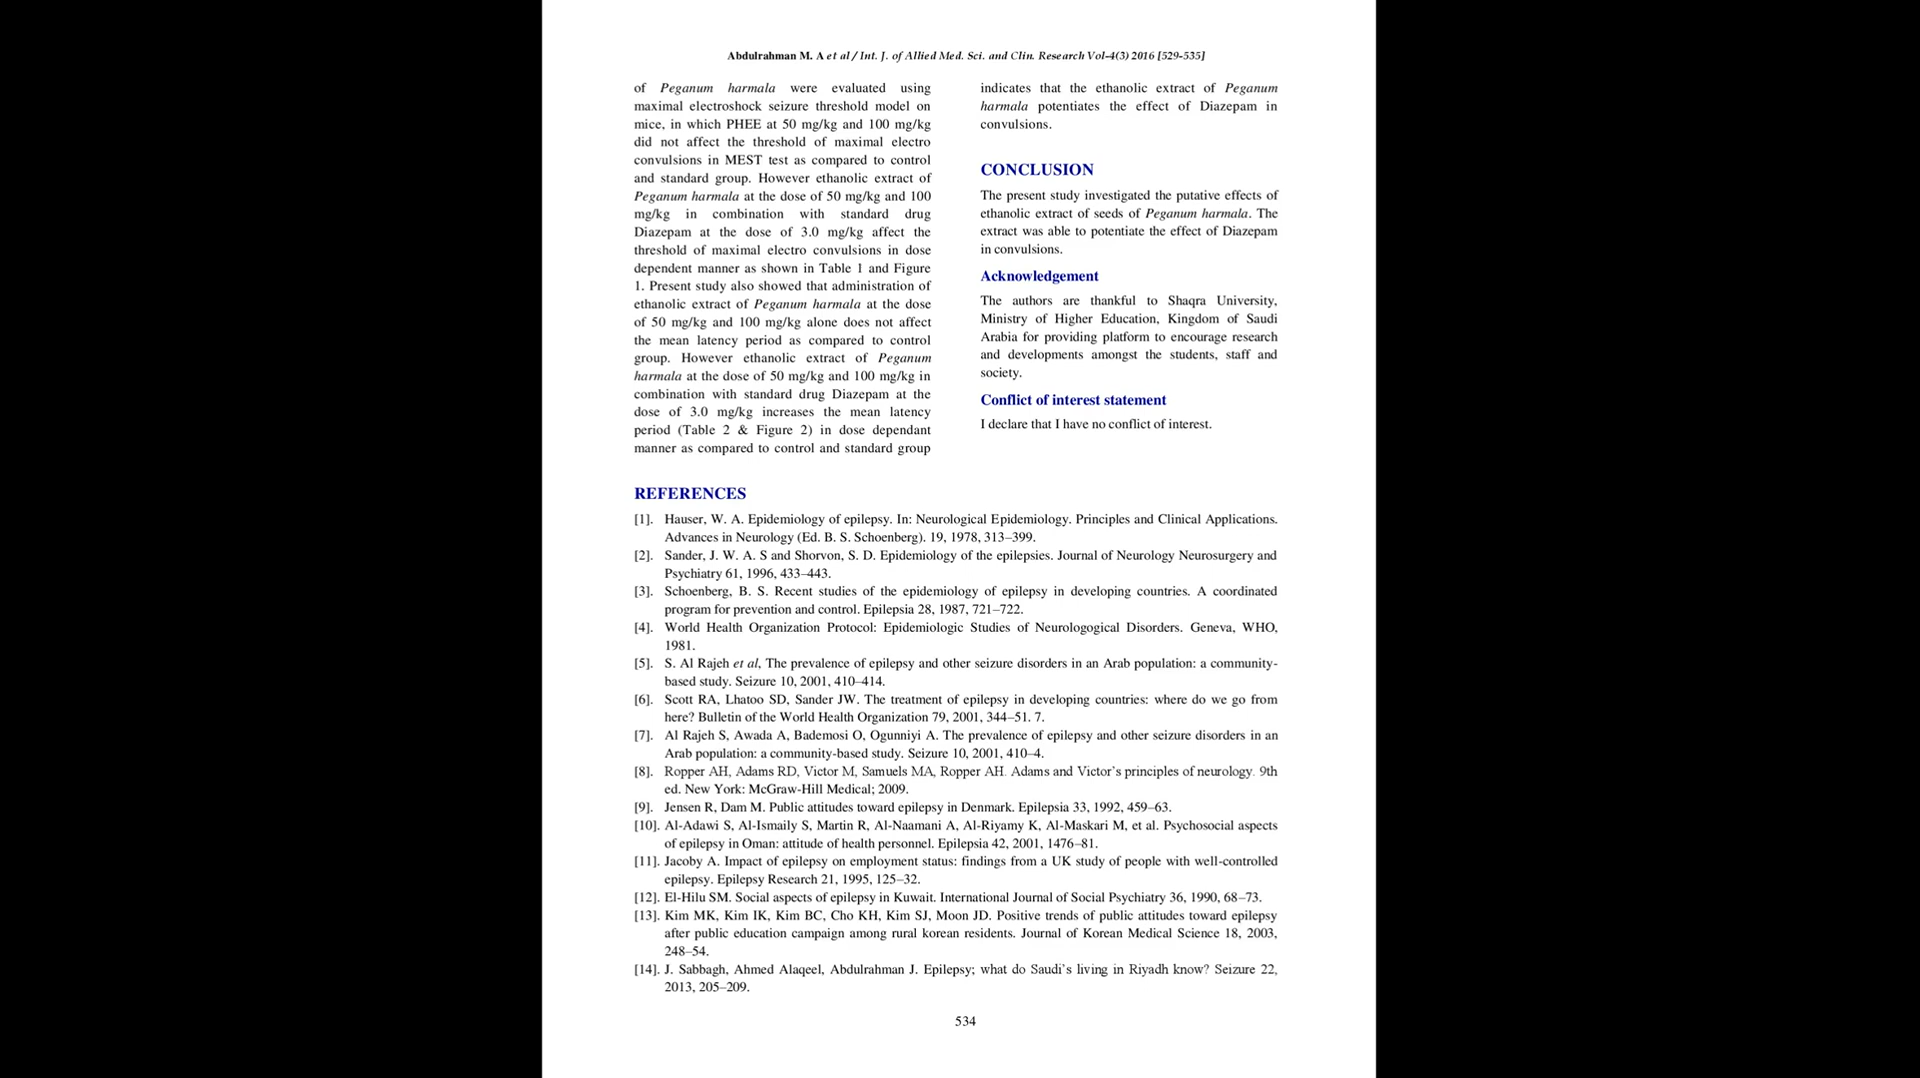 Abdulrahman M. A et al / Int. J. of Allied Med. Sci. and Clin. Research Vol-4(3) 2016 [529-535]
of Peganum harmala were evaluated using
maximal electroshock seizure threshold model on
mice, in which PHEE at 50 mg/kg and 100 mg/kg
did not affect the threshold of maximal electro
convulsions in MEST test as compared to control
and standard group. However ethanolic extract of
Peganum harmala at the dose of 50 mg/kg and 100
mg/kg in combination with standard drug
Diazepam at the dose of 3.0 mg/kg affect the
threshold of maximal electro convulsions in dose
dependent manner as shown in Table 1 and Figure
1. Present study also showed that administration of
ethanolic extract of Peganum harmala at the dose
of 50 mg/kg and 100 mg/kg alone does not affect
the mean latency period as compared to control
group. However ethanolic extract of Peganum
harmala at the dose of 50 mg/kg and 100 mg/kg in
combination with standard drug Diazepam at the
dose of 3.0 mg/kg increases the mean latency
period (Table 2 & Figure 2) in dose dependant
manner as compared to control and standard group
indicates that the ethanolic extract of Peganum
harmala potentiates the effect of Diazepam in
convulsions.
CONCLUSION
The present study investigated the putative effects of
ethanolic extract of seeds of Peganum harmala. The
extract was able to potentiate the effect of Diazepam
in convulsions.
Acknowledgement
The authors are thankful to Shaqra University,
Ministry of Higher Education, Kingdom of Saudi
Arabia for providing platform to encourage research
and developments amongst the students, staff and
society.
Conflict of interest statement
I declare that I have no conflict of interest.
REFERENCES
[1]. Hauser, W. A. Epidemiology of epilepsy. In: Neurological Epidemiology. Principles and Clinical Applications.
Advances in Neurology (Ed. B. S. Schoenberg). 19, 1978, 313–399.
[2]. Sander, J. W. A. S and Shorvon, S. D. Epidemiology of the epilepsies. Journal of Neurology Neurosurgery and
Psychiatry 61, 1996, 433–443.
[3]. Schoenberg, B. S. Recent studies of the epidemiology of epilepsy in developing countries. A coordinated
program for prevention and control. Epilepsia 28, 1987, 721–722.
[4]. World Health Organization Protocol: Epidemiologic Studies of Neurologogical Disorders. Geneva, WHO,
1981.
[5]. S. Al Rajeh et al, The prevalence of epilepsy and other seizure disorders in an Arab population: a community-
based study. Seizure 10, 2001, 410–414.
[6]. Scott RA, Lhatoo SD, Sander JW. The treatment of epilepsy in developing countries: where do we go from
here? Bulletin of the World Health Organization 79, 2001, 344–51. 7.
[7]. Al Rajeh S, Awada A, Bademosi O, Ogunniyi A. The prevalence of epilepsy and other seizure disorders in an
Arab population: a community-based study. Seizure 10, 2001, 410–4.
[8]. Ropper AH, Adams RD, Victor M, Samuels MA, Ropper AH. Adams and Victor's principles of neurology. 9th
ed. New York: McGraw-Hill Medical; 2009.
[9]. Jensen R, Dam M. Public attitudes toward epilepsy in Denmark. Epilepsia 33, 1992, 459–63.
[10]. Al-Adawi S, Al-Ismaily S, Martin R, Al-Naamani A, Al-Riyamy K, Al-Maskari M, et al. Psychosocial aspects
of epilepsy in Oman: attitude of health personnel. Epilepsia 42, 2001, 1476–81.
[11]. Jacoby A. Impact of epilepsy on employment status: findings from a UK study of people with well-controlled
epilepsy. Epilepsy Research 21, 1995, 125–32.
[12]. El-Hilu SM. Social aspects of epilepsy in Kuwait. International Journal of Social Psychiatry 36, 1990, 68–73.
[13]. Kim MK, Kim IK, Kim BC, Cho KH, Kim SJ, Moon JD. Positive trends of public attitudes toward epilepsy
after public education campaign among rural korean residents. Journal of Korean Medical Science 18, 2003,
248–54.
[14]. J. Sabbagh, Ahmed Alaqeel, Abdulrahman J. Epilepsy; what do Saudi's living in Riyadh know? Seizure 22,
2013, 205–209.
534